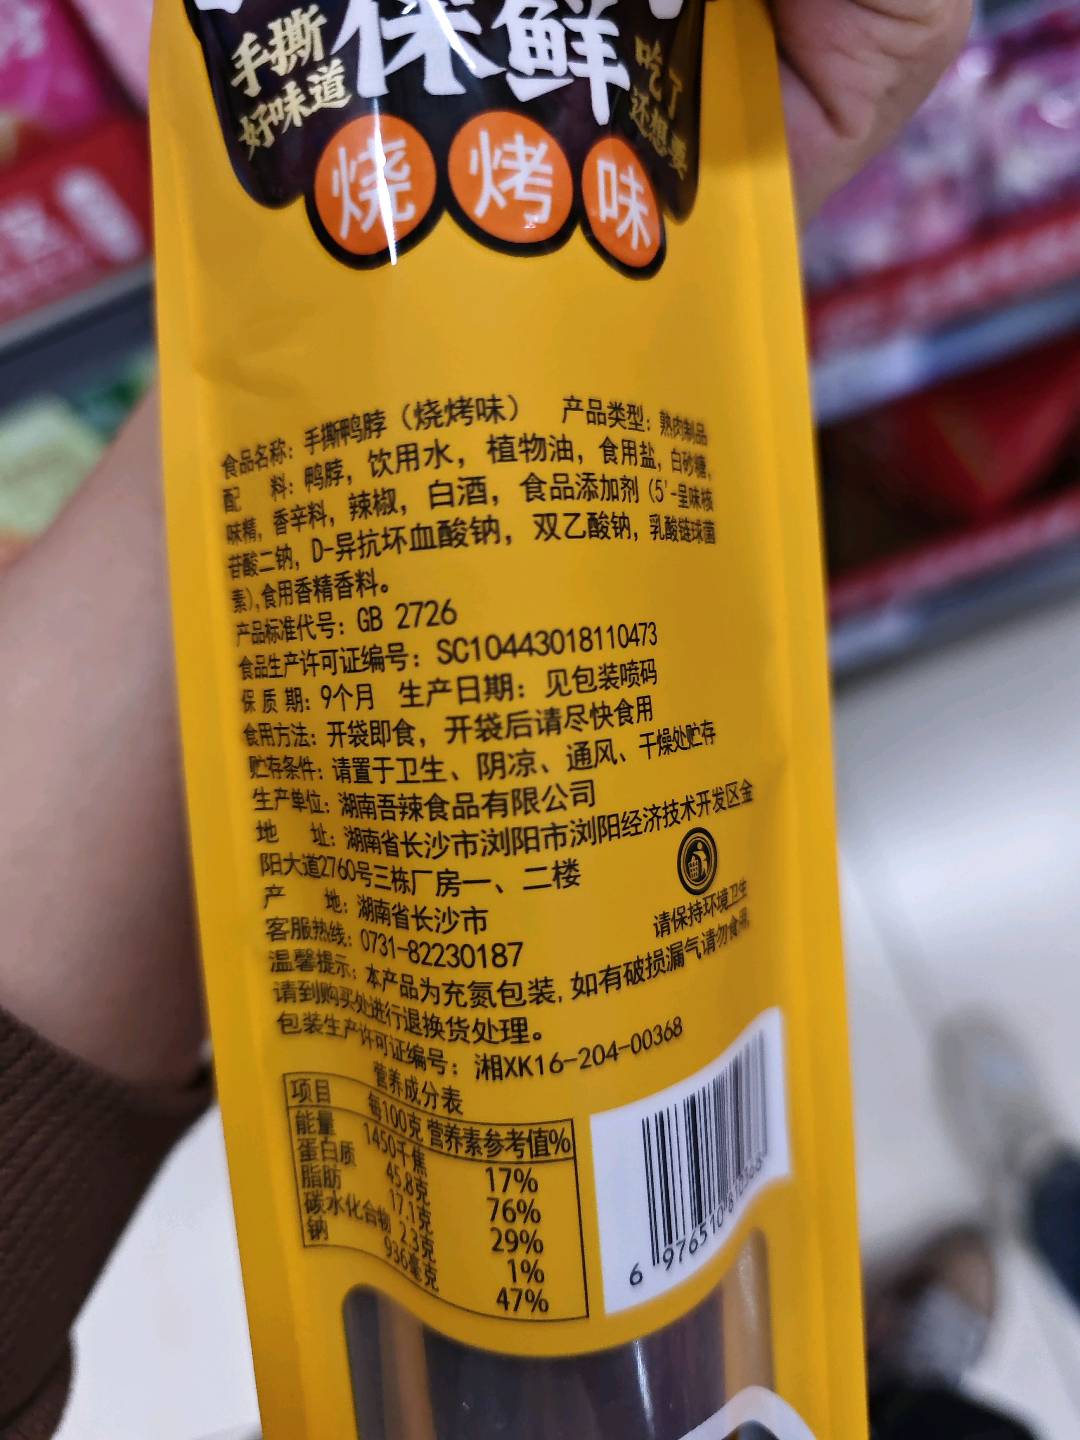 手撕
好味道
保鲜
吃了
还想要
烧烤味
食品名称：手撕鸭脖（烧烤味） 产品类型：熟肉制品
配 料：鸭脖，饮用水，植物油，食用盐，白砂糖，
味精，香辛料，辣椒，白酒，食品添加剂（5'-呈味核
苷酸二钠，D-异抗坏血酸钠，双乙酸钠，乳酸链球菌
素），食用香精香料。
产品标准代号：GB 2726
食品生产许可证编号：SC10443018110473
保 质 期：9个月 生产日期：见包装喷码
食用方法：开袋即食，开袋后请尽快食用
贮存条件：请置于卫生、阴凉、通风、干燥处贮存
生产单位：湖南吾辣食品有限公司
地 址：湖南省长沙市浏阳市浏阳经济技术开发区金
阳大道2760号三栋厂房一、二楼
产 地：湖南省长沙市
客服热线：0731-82230187
请保持环境卫生
温馨提示：本产品为充氮包装，如有破损漏气请勿食用，
请到购买处进行退换货处理。
包装生产许可证编号：湘XK16-204-00368
营养成分表
项目 每100克 营养素参考值%
能量 1450千焦 17%
蛋白质 45.8克 76%
脂肪 17.1克 29%
碳水化合物 2.3克 1%
钠 936毫克 47%